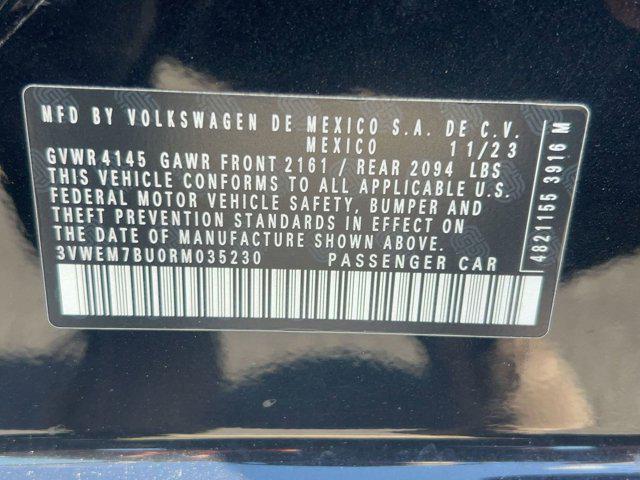 MFD BY VOLKSWAGEN DE MEXICO S.A. DE C.V.
MEXICO 11/23
GVWR 4145 GAWR FRONT 2161 / REAR 2094 LBS
THIS VEHICLE CONFORMS TO ALL APPLICABLE U.S.
FEDERAL MOTOR VEHICLE SAFETY, BUMPER AND
THEFT PREVENTION STANDARDS IN EFFECT ON
THE DATE OF MANUFACTURE SHOWN ABOVE.
3VWEM7BU0RM035230 PASSENGER CAR
4821155 3916 M